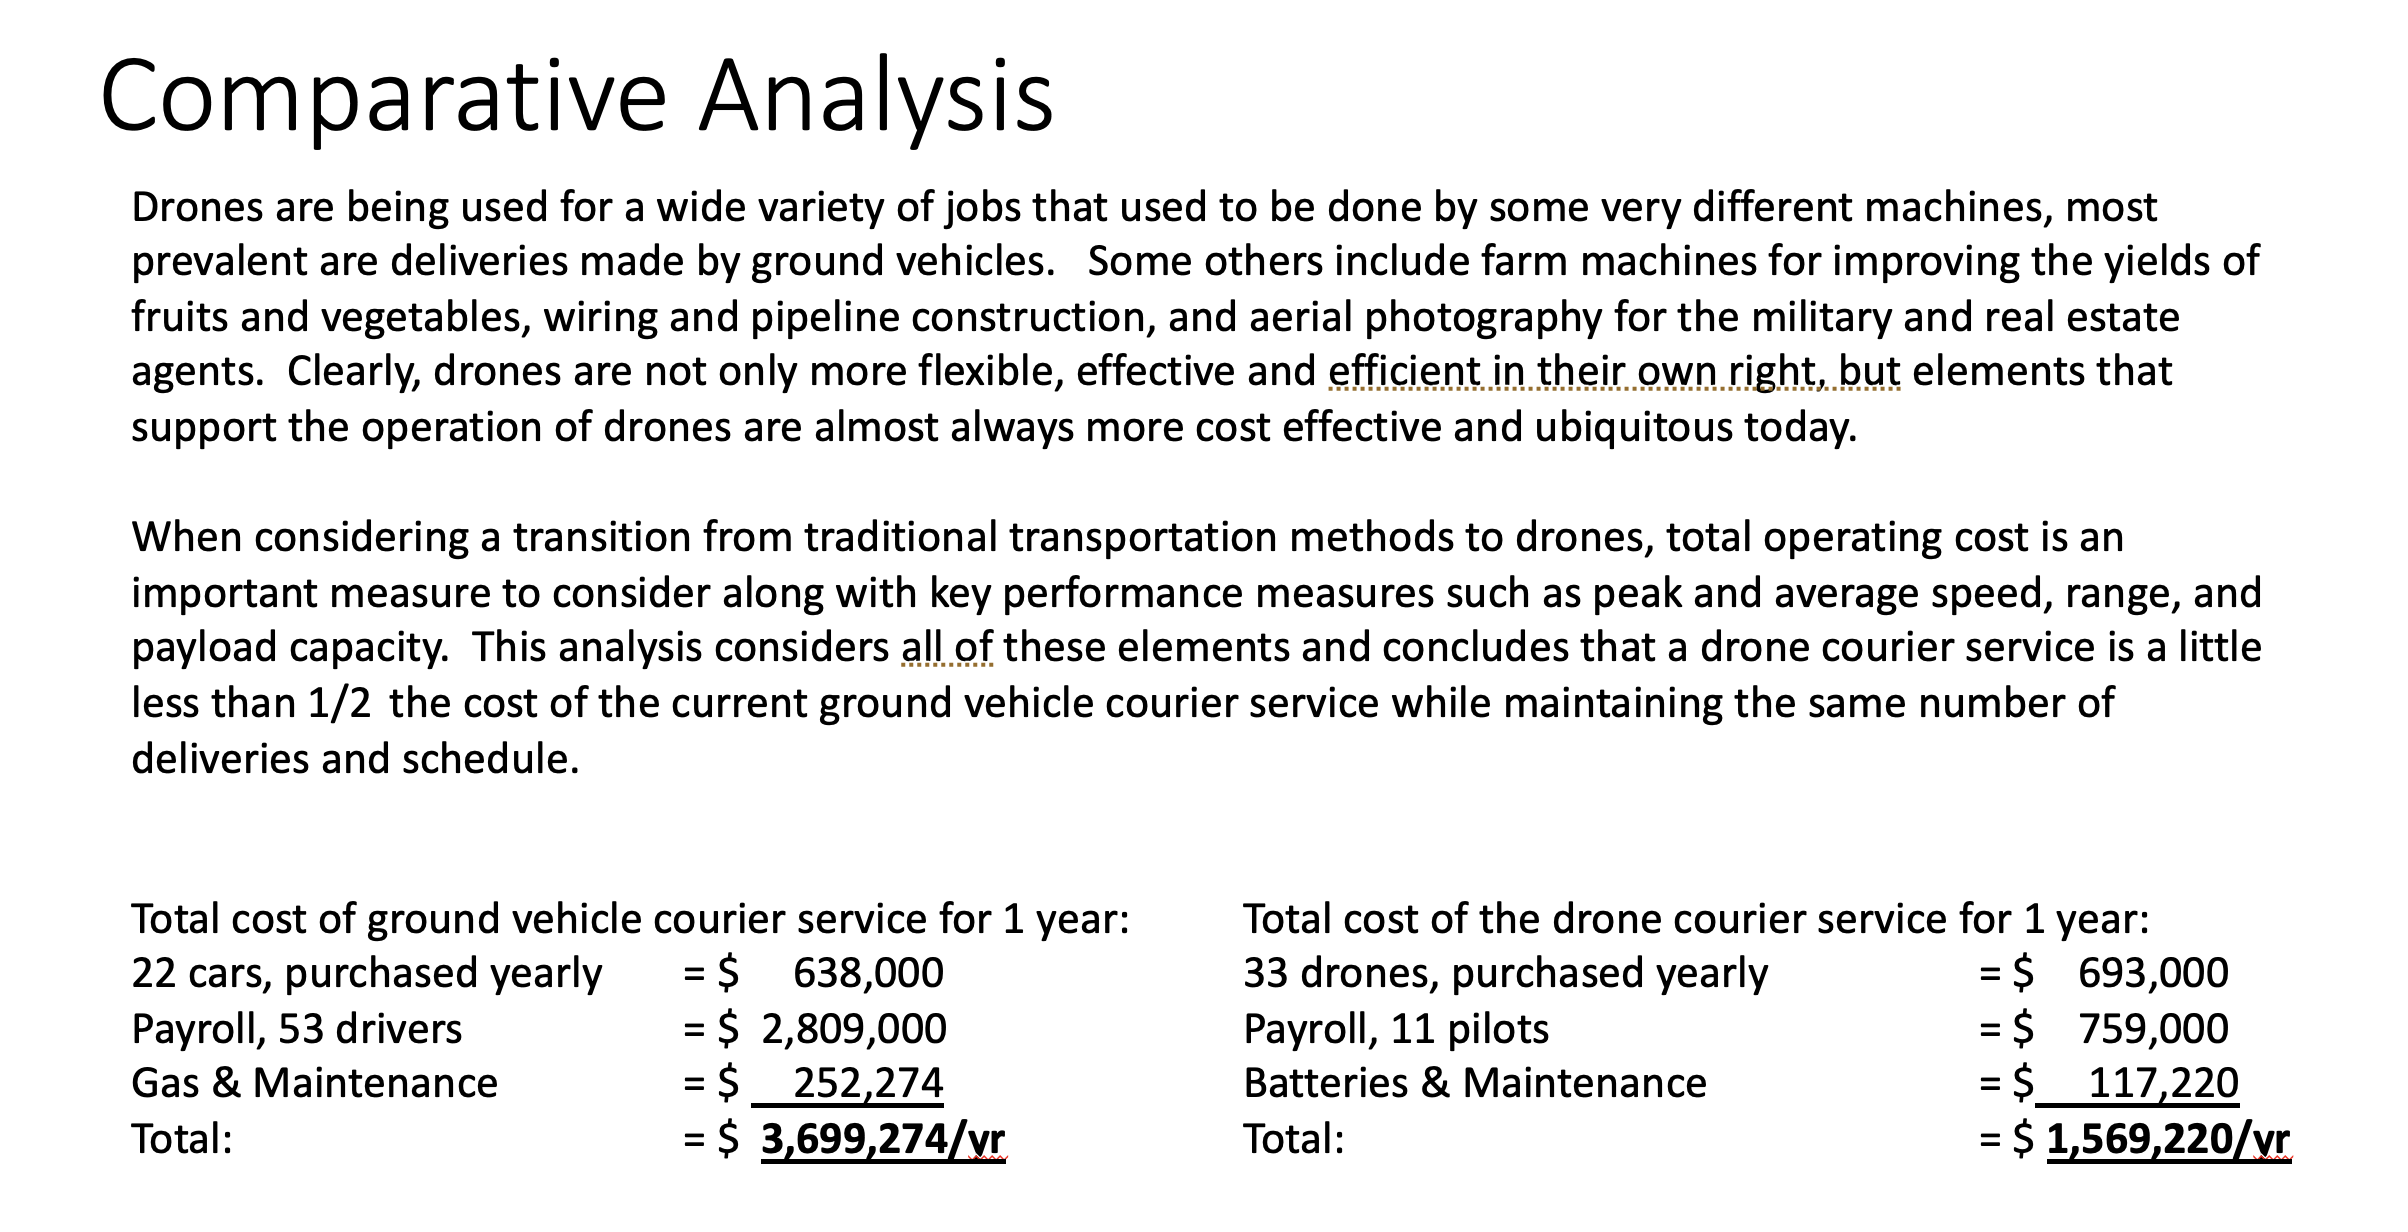 Comparative Analysis
Drones are being used for a wide variety of jobs that used to be done by some very different machines, most
prevalent are deliveries made by ground vehicles.   Some others include farm machines for improving the yields of
fruits and vegetables, wiring and pipeline construction, and aerial photography for the military and real estate
agents.  Clearly, drones are not only more flexible, effective and efficient in their own right, but elements that
support the operation of drones are almost always more cost effective and ubiquitous today.
When considering a transition from traditional transportation methods to drones, total operating cost is an
important measure to consider along with key performance measures such as peak and average speed, range, and
payload capacity.  This analysis considers all of these elements and concludes that a drone courier service is a little
less than 1/2 the cost of the current ground vehicle courier service while maintaining the same number of
deliveries and schedule.
Total cost of ground vehicle courier service for 1 year:
22 cars, purchased yearly = $ 638,000
Payroll, 53 drivers = $ 2,809,000
Gas & Maintenance = $ 252,274
Total: = $ 3,699,274/yr
Total cost of the drone courier service for 1 year:
33 drones, purchased yearly = $ 693,000
Payroll, 11 pilots = $ 759,000
Batteries & Maintenance = $ 117,220
Total: = $ 1,569,220/yr